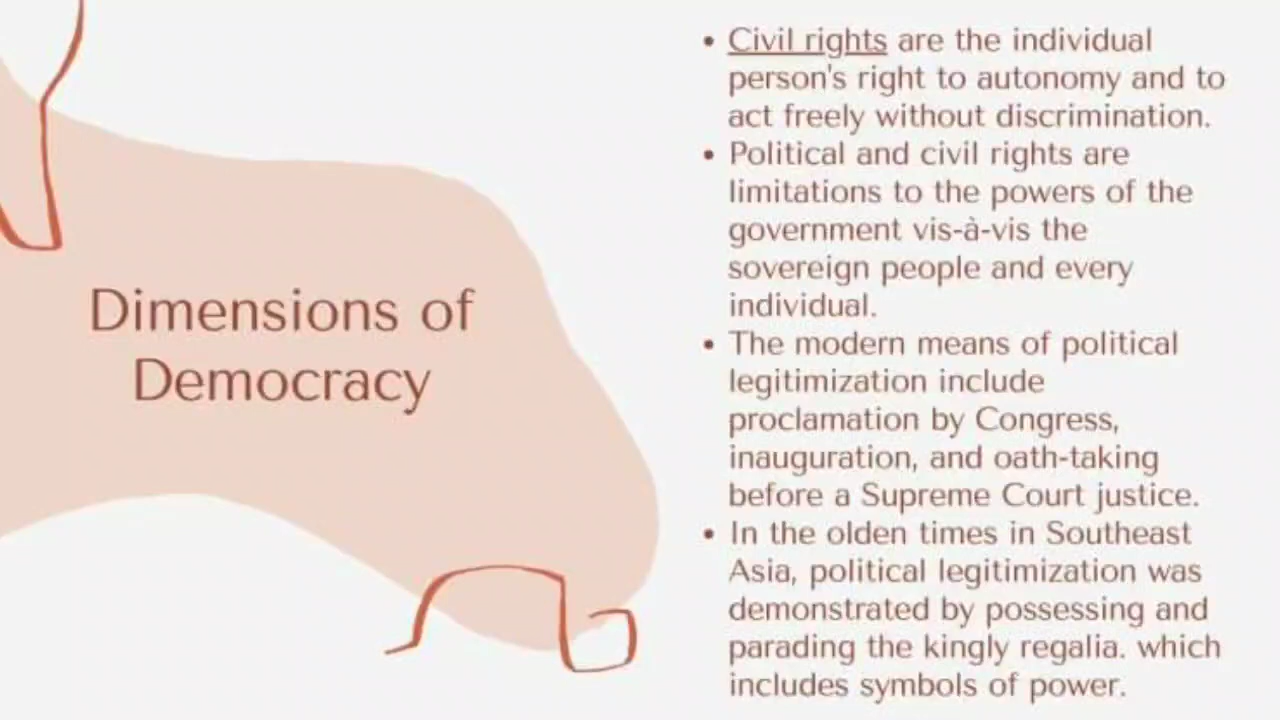 Dimensions of
Democracy
• Civil rights are the individual
person's right to autonomy and to
act freely without discrimination.
• Political and civil rights are
limitations to the powers of the
government vis-à-vis the
sovereign people and every
individual.
• The modern means of political
legitimization include
proclamation by Congress,
inauguration, and oath-taking
before a Supreme Court justice.
• In the olden times in Southeast
Asia, political legitimization was
demonstrated by possessing and
parading the kingly regalia. which
includes symbols of power.